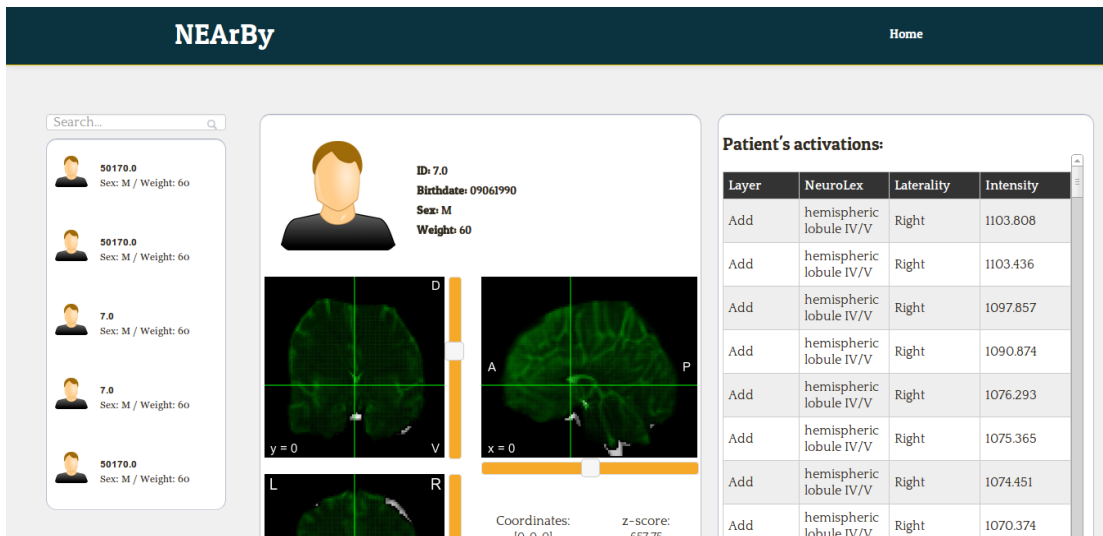 NEArBy
Home
Search...
50170.0
Sex: M / Weight: 60
50170.0
Sex: M / Weight: 60
7.0
Sex: M / Weight: 60
7.0
Sex: M / Weight: 60
50170.0
Sex: M / Weight: 60
ID: 7.0
Birthdate: 09061990
Sex: M
Weight: 60
D
V
y = 0
A
P
x = 0
L
R
Coordinates:
[0, 0, 0]
z-score:
657.75
Patient's activations:
Layer NeuroLex Laterality Intensity
Add hemispheric lobule IV/V Right 1103.808
Add hemispheric lobule IV/V Right 1103.436
Add hemispheric lobule IV/V Right 1097.857
Add hemispheric lobule IV/V Right 1090.874
Add hemispheric lobule IV/V Right 1076.293
Add hemispheric lobule IV/V Right 1075.365
Add hemispheric lobule IV/V Right 1074.451
Add hemispheric lobule IV/V Right 1070.374